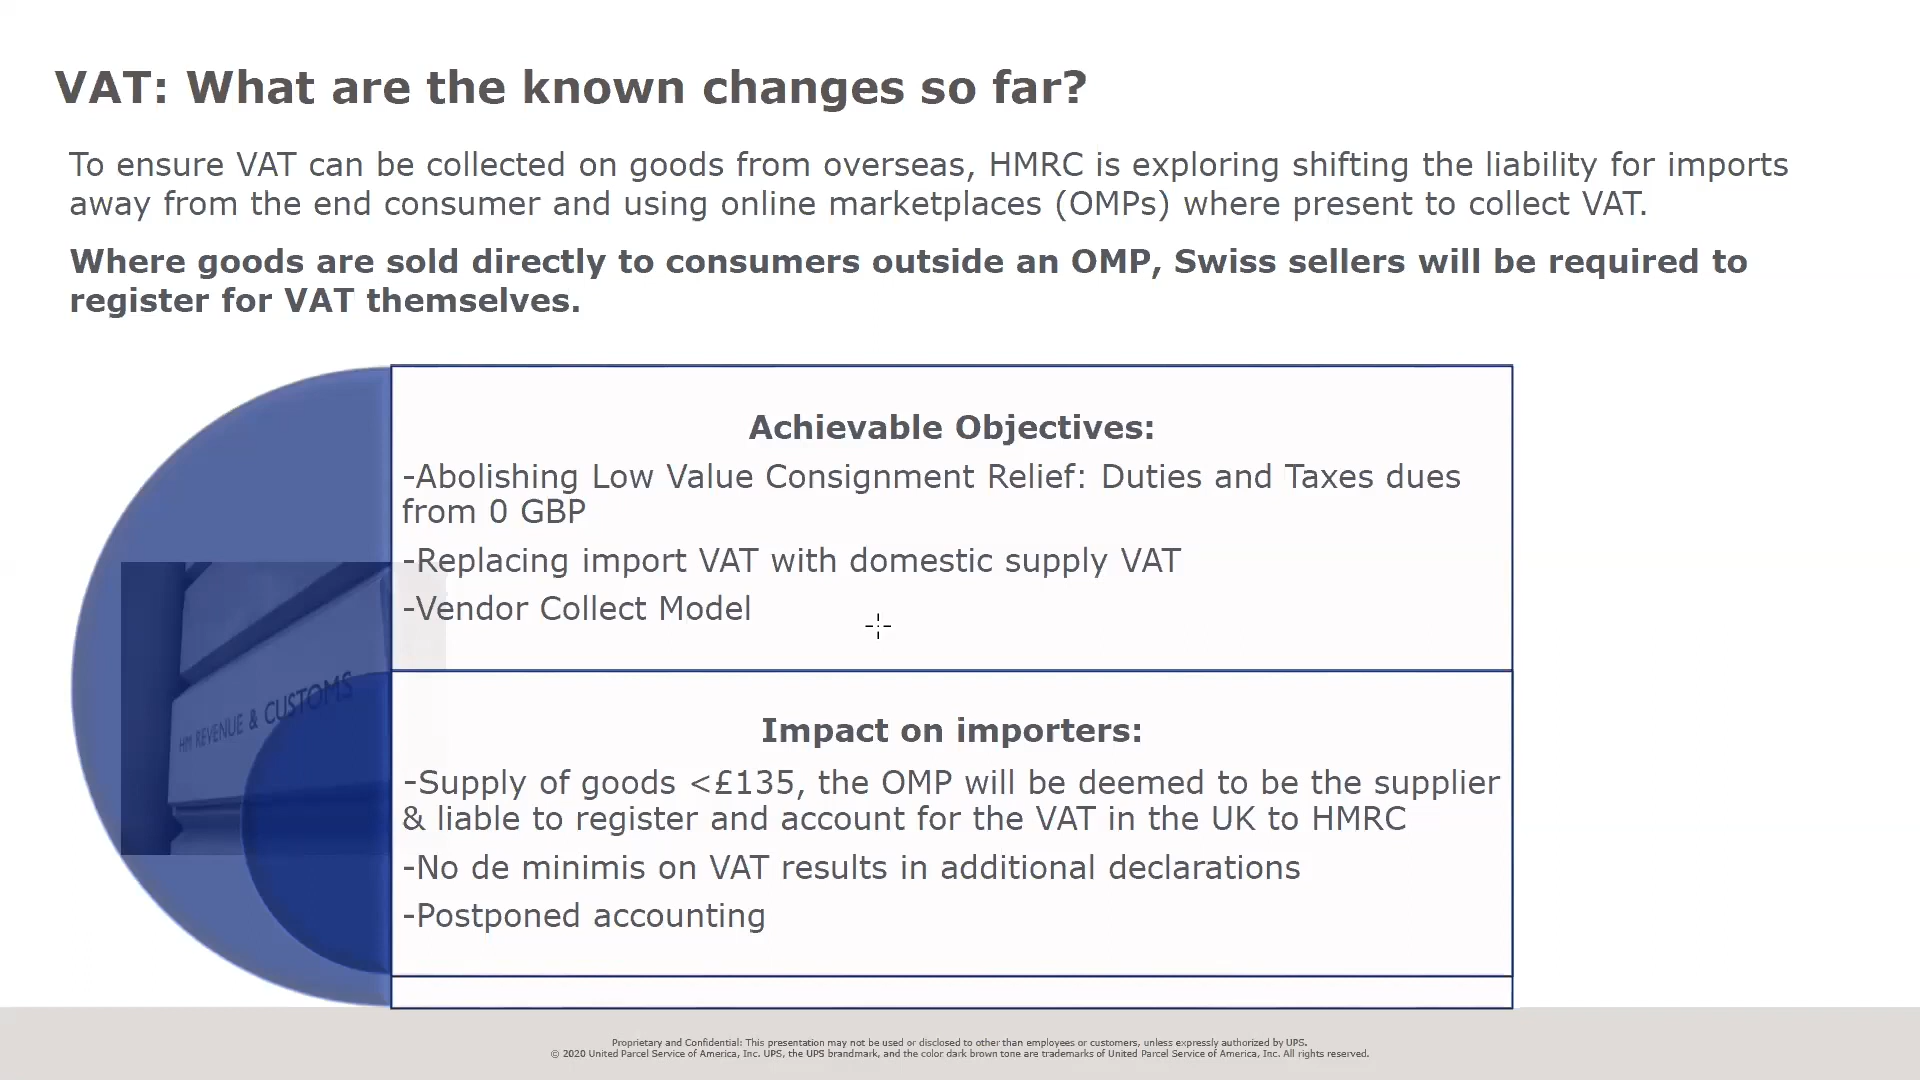 VAT: What are the known changes so far?
To ensure VAT can be collected on goods from overseas, HMRC is exploring shifting the liability for imports
away from the end consumer and using online marketplaces (OMPs) where present to collect VAT.
Where goods are sold directly to consumers outside an OMP, Swiss sellers will be required to
register for VAT themselves.
Achievable Objectives:
-Abolishing Low Value Consignment Relief: Duties and Taxes dues
from 0 GBP
-Replacing import VAT with domestic supply VAT
-Vendor Collect Model
HM REVENUE & CUSTOMS
Impact on importers:
-Supply of goods <£135, the OMP will be deemed to be the supplier
& liable to register and account for the VAT in the UK to HMRC
-No de minimis on VAT results in additional declarations
-Postponed accounting
Proprietary and Confidential: This presentation may not be used or disclosed to other than employees or customers, unless expressly authorized by UPS.
© 2020 United Parcel Service of America, Inc. UPS, the UPS brandmark, and the color dark brown tone are trademarks of United Parcel Service of America, Inc. All rights reserved.